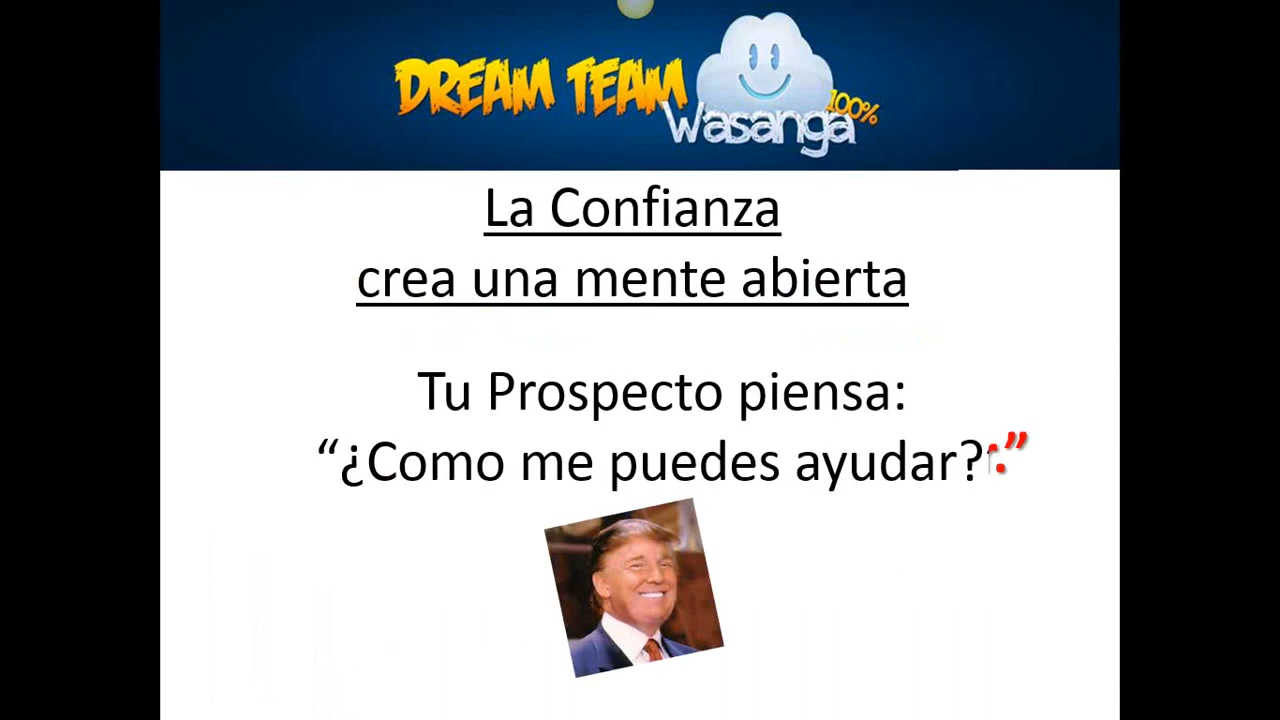 DREAM TEAM
100%
Wasanga
La Confianza
crea una mente abierta
Tu Prospecto piensa:
“¿Como me puedes ayudar?”